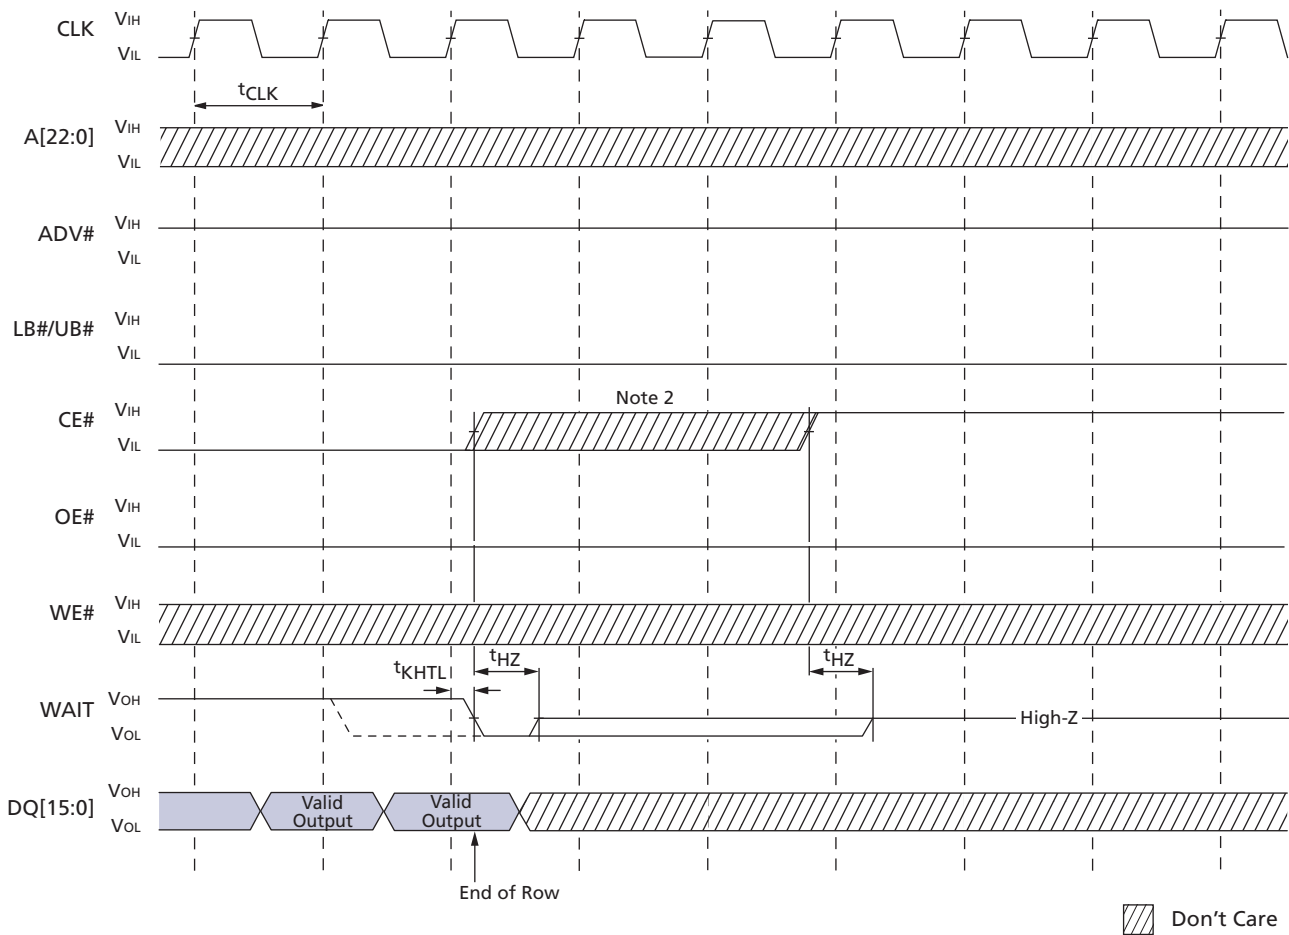 CLK
VIH
VIL
tCLK
A[22:0]
VIH
VIL
ADV#
VIH
VIL
LB#/UB#
VIH
VIL
CE#
VIH
VIL
Note 2
OE#
VIH
VIL
WE#
VIH
VIL
WAIT
VOH
VOL
tKHTL
tHZ
tHZ
High-Z
DQ[15:0]
VOH
VOL
Valid
Output
Valid
Output
End of Row
Don't Care